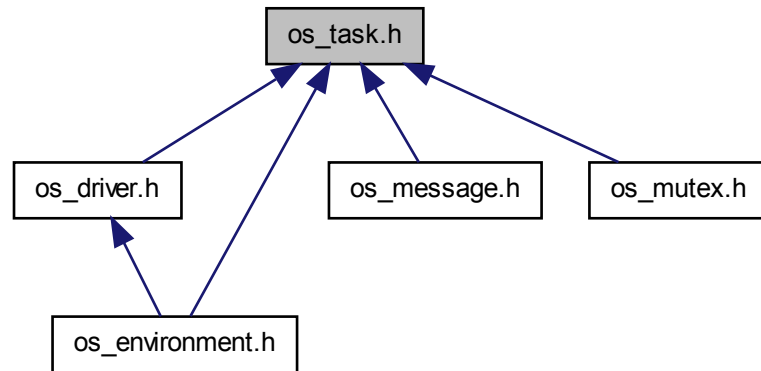 os_task.h
os_driver.h
os_message.h
os_mutex.h
os_environment.h